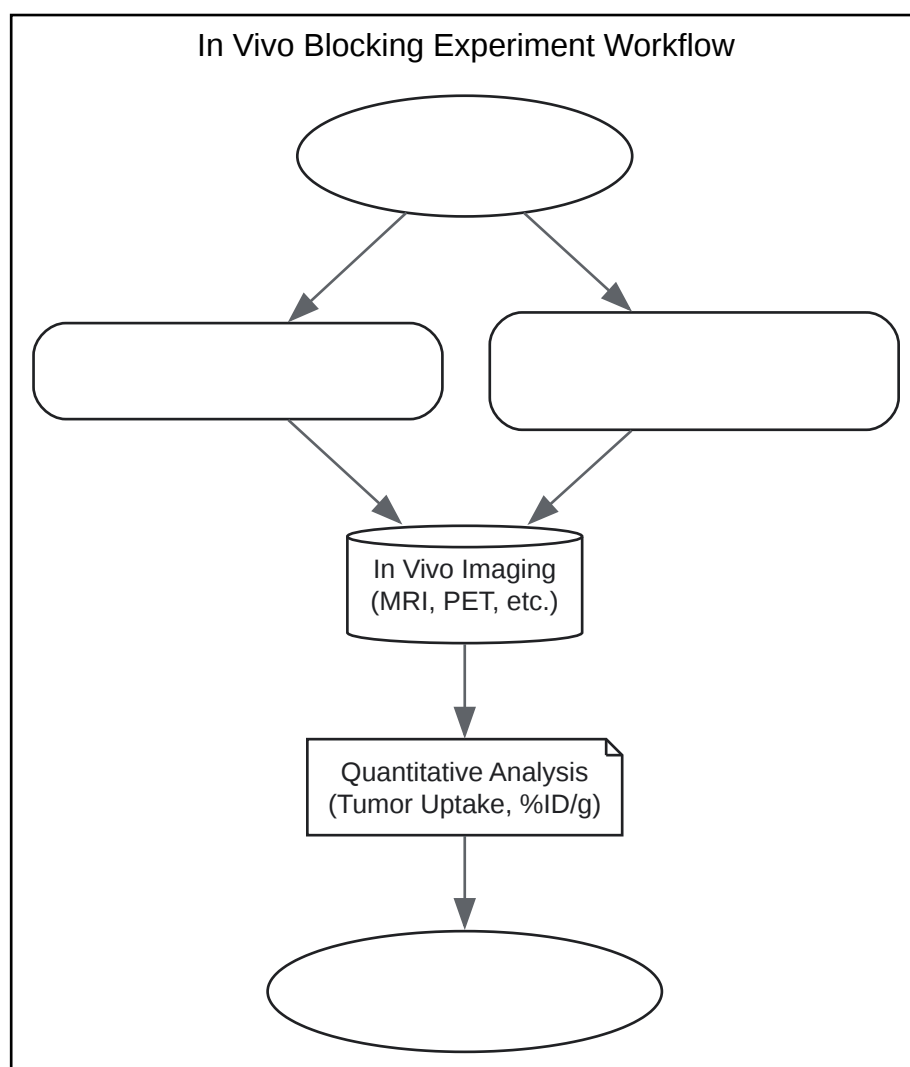 In Vivo Blocking Experiment Workflow
In Vivo Imaging
(MRI, PET, etc.)
Quantitative Analysis
(Tumor Uptake, %ID/g)